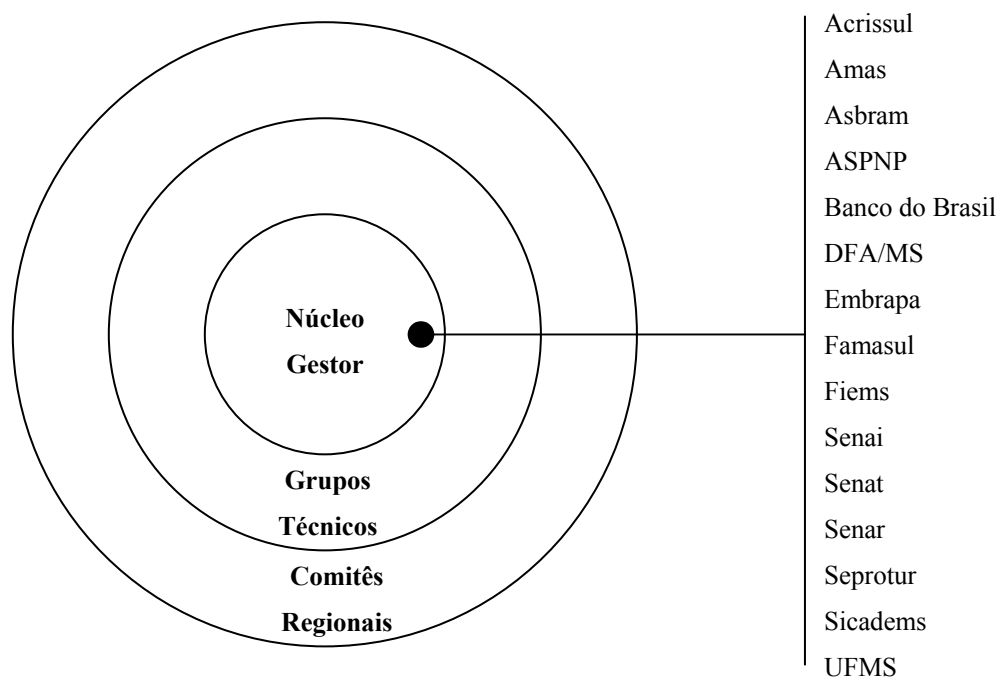 Núcleo
Gestor
Grupos
Técnicos
Comitês
Regionais
Acrissul
Amas
Asbram
ASPNP
Banco do Brasil
DFA/MS
Embrapa
Famasul
Fiems
Senai
Senat
Senar
Seprotur
Sicadems
UFMS